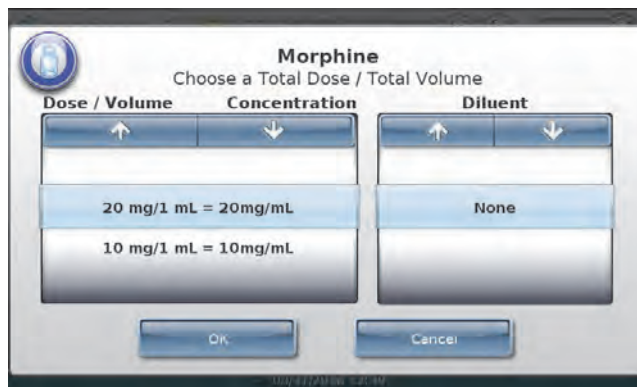 Morphine
Choose a Total Dose / Total Volume
Dose / Volume Concentration Diluent
20 mg/1 mL = 20mg/mL None
10 mg/1 mL = 10mg/mL
OK Cancel